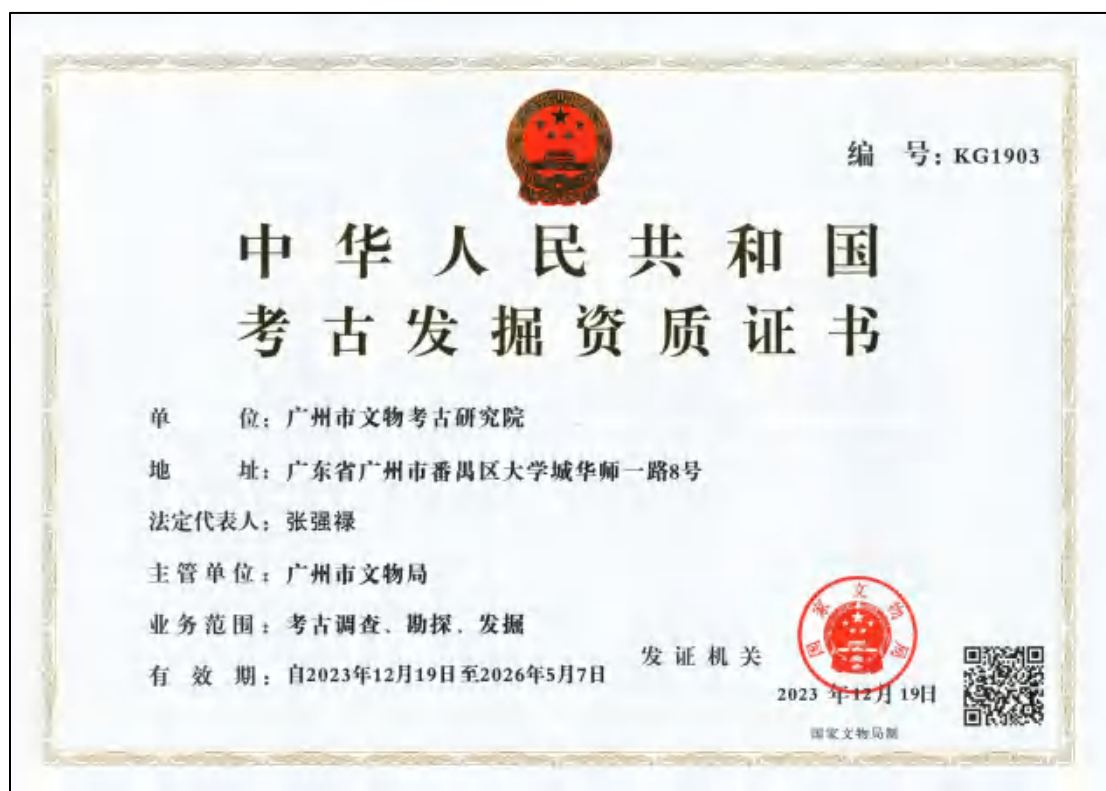 编 号：KG1903
中华人民共和国
考古发掘资质证书
单 位：广州市文物考古研究院
地 址：广东省广州市番禺区大学城华师一路8号
法定代表人：张强禄
主管单位：广州市文物局
业务范围：考古调查、勘探、发掘
有 效 期：自2023年12月19日至2026年5月7日
发证机关
国家文物局
2023 年12月 19日
国家文物局制